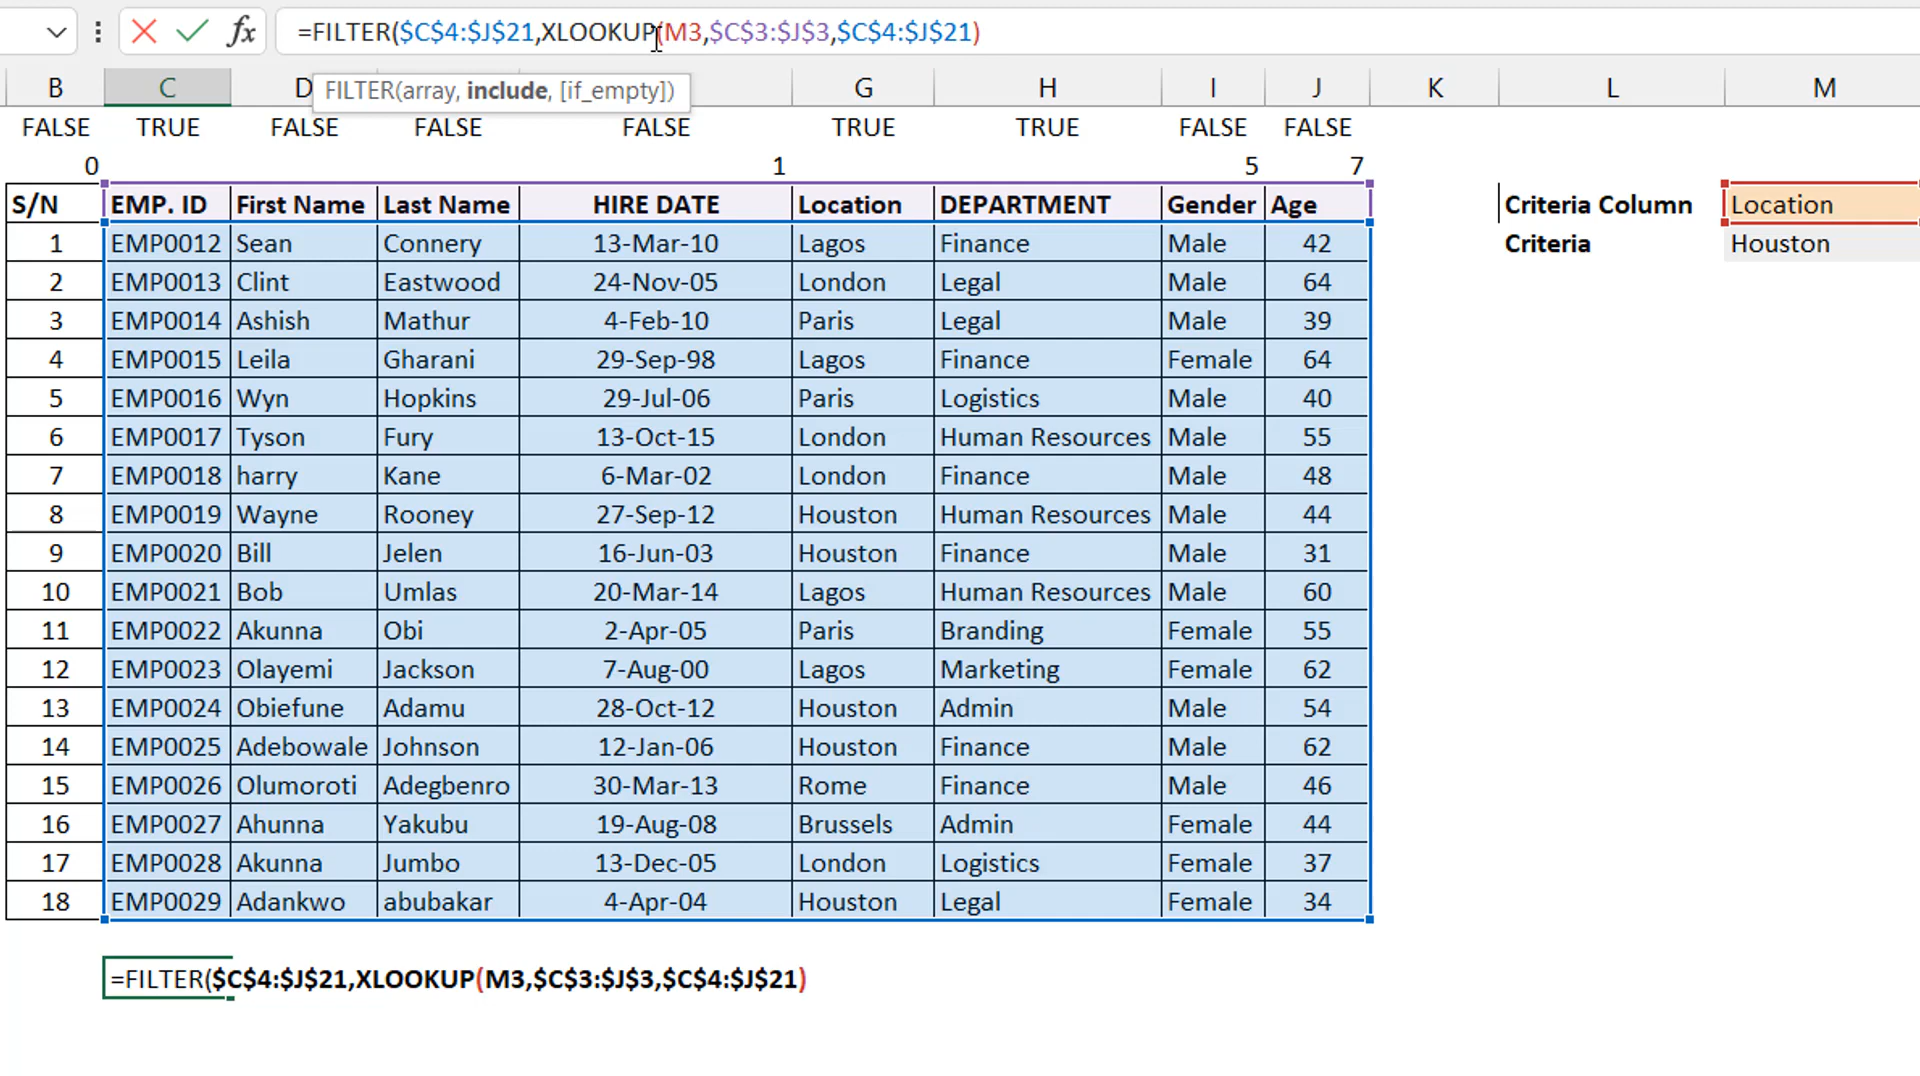 =FILTER($C$4:$J$21,XLOOKUP(M3,$C$3:$J$3,$C$4:$J$21)
fx
FILTER(array, include, [if_empty])
B C D G H I J K L M
FALSE TRUE FALSE FALSE FALSE TRUE TRUE FALSE FALSE
0 1 5 7
S/N EMP. ID First Name Last Name HIRE DATE Location DEPARTMENT Gender Age Criteria Column Location
1 EMP0012 Sean Connery 13-Mar-10 Lagos Finance Male 42 Criteria Houston
2 EMP0013 Clint Eastwood 24-Nov-05 London Legal Male 64
3 EMP0014 Ashish Mathur 4-Feb-10 Paris Legal Male 39
4 EMP0015 Leila Gharani 29-Sep-98 Lagos Finance Female 64
5 EMP0016 Wyn Hopkins 29-Jul-06 Paris Logistics Male 40
6 EMP0017 Tyson Fury 13-Oct-15 London Human Resources Male 55
7 EMP0018 harry Kane 6-Mar-02 London Finance Male 48
8 EMP0019 Wayne Rooney 27-Sep-12 Houston Human Resources Male 44
9 EMP0020 Bill Jelen 16-Jun-03 Houston Finance Male 31
10 EMP0021 Bob Umlas 20-Mar-14 Lagos Human Resources Male 60
11 EMP0022 Akunna Obi 2-Apr-05 Paris Branding Female 55
12 EMP0023 Olayemi Jackson 7-Aug-00 Lagos Marketing Female 62
13 EMP0024 Obiefune Adamu 28-Oct-12 Houston Admin Male 54
14 EMP0025 Adebowale Johnson 12-Jan-06 Houston Finance Male 62
15 EMP0026 Olumoroti Adegbenro 30-Mar-13 Rome Finance Male 46
16 EMP0027 Ahunna Yakubu 19-Aug-08 Brussels Admin Female 44
17 EMP0028 Akunna Jumbo 13-Dec-05 London Logistics Female 37
18 EMP0029 Adankwo abubakar 4-Apr-04 Houston Legal Female 34
=FILTER($C$4:$J$21,XLOOKUP(M3,$C$3:$J$3,$C$4:$J$21)